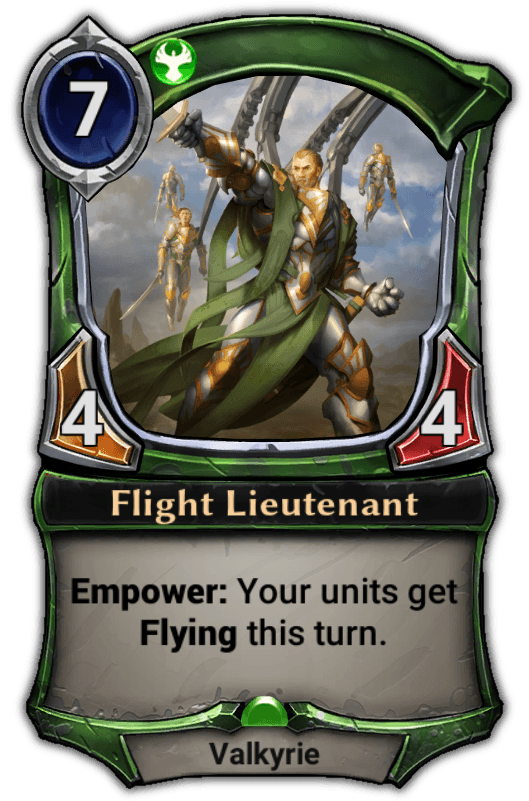 7
4
4
Flight Lieutenant
Empower: Your units get
Flying this turn.
Valkyrie